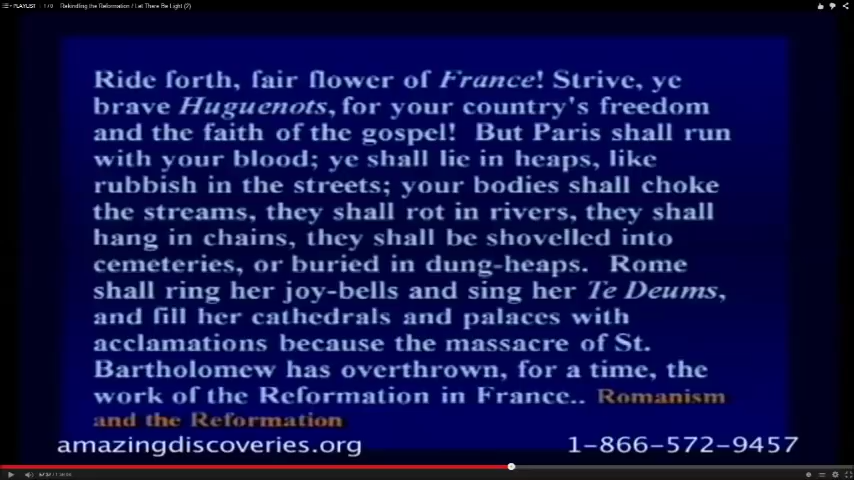 PLAYLIST 1/9 Rekindling the Reformation / Let There Be Light (2)
Ride forth, fair flower of France! Strive, ye
brave Huguenots, for your country's freedom
and the faith of the gospel! But Paris shall run
with your blood; ye shall lie in heaps, like
rubbish in the streets; your bodies shall choke
the streams, they shall rot in rivers, they shall
hang in chains, they shall be shovelled into
cemeteries, or buried in dung-heaps. Rome
shall ring her joy-bells and sing her Te Deums,
and fill her cathedrals and palaces with
acclamations because the massacre of St.
Bartholomew has overthrown, for a time, the
work of the Reformation in France.. Romanism
and the Reformation
amazingdiscoveries.org 1-866-572-9457